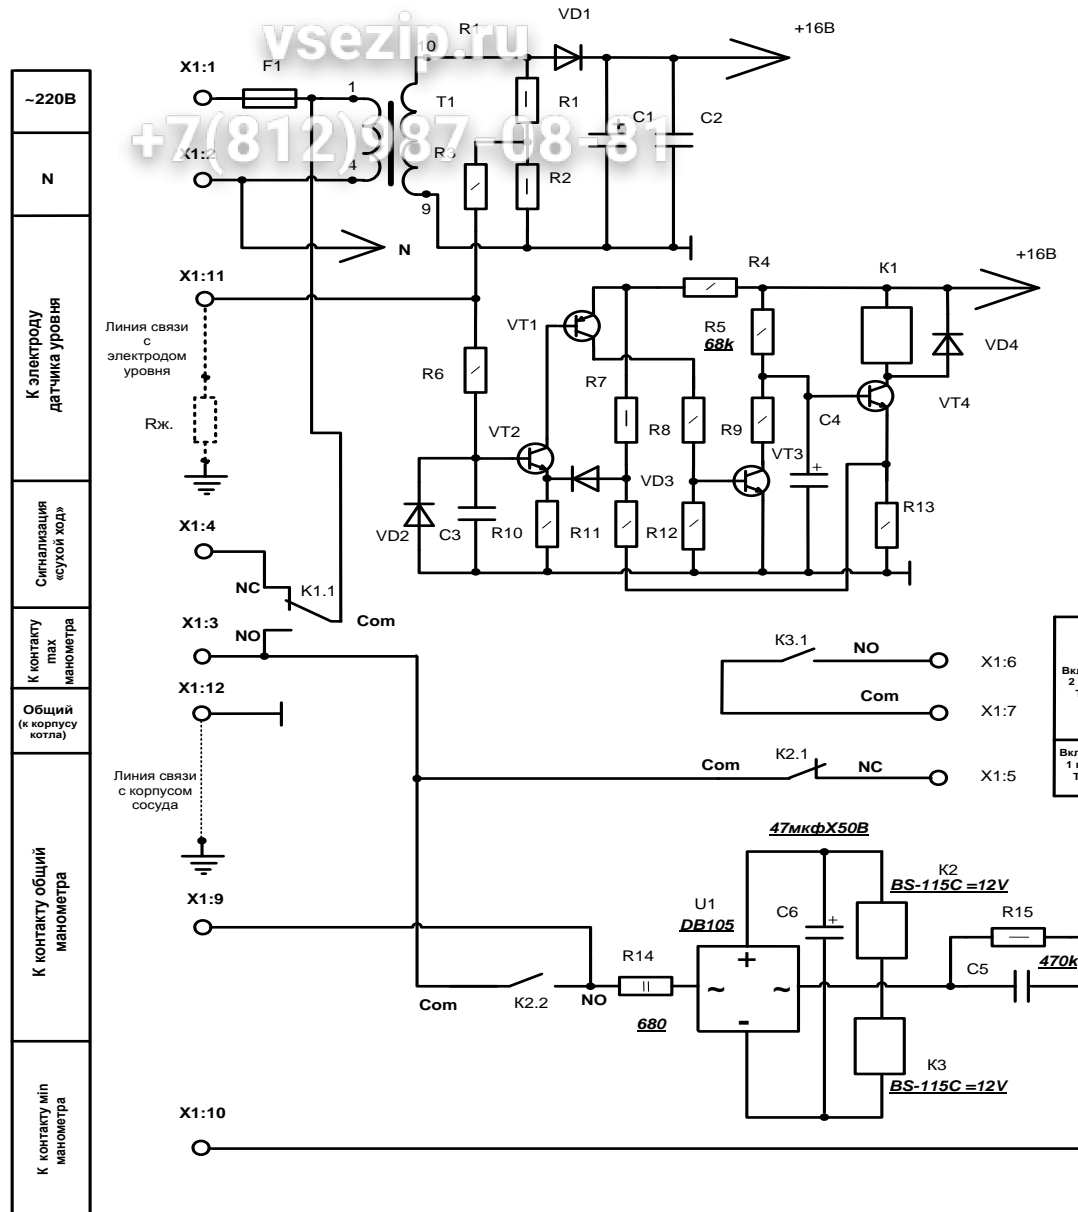 vsezip.ru
+7(812)987-08-81
~220В
N
К электроду
датчика уровня
Сигнализация
«сухой ход»
К контакту
max
манометра
Общий
(к корпусу
котла)
К контакту общий
манометра
К контакту min
манометра
X1:1
F1
X1:2
1
4
10
9
T1
VD1
+16В
R1
R2
R3
C1
+
C2
N
X1:11
Линия связи
с
электродом
уровня
Rж.
R4
K1
+16В
VT1
R5
68k
VD4
R6
R7
VT4
C4
R8
R9
VT2
VT3
+
VD3
VD2
C3
R10
R11
R12
R13
X1:4
NC
K1.1
Com
X1:3
NO
X1:12
Линия связи
с корпусом
сосуда
K3.1
NO
X1:6
Com
X1:7
K2.1
Com
NC
X1:5
Вкл
2
Т
Вкл
1
Т
47мкфХ50В
K2
BS-115C =12V
X1:9
U1
DB105
C6
+
R15
R14
+
~
~
-
C5
470k
Com
K2.2
NO
680
K3
BS-115C =12V
X1:10